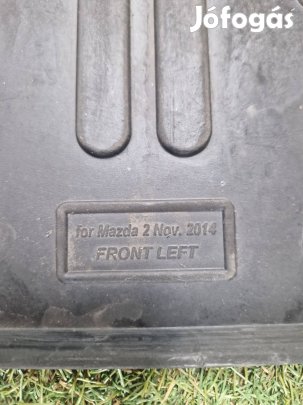 Jófogás
for Mazda 2 Nov. 2014
FRONT LEFT